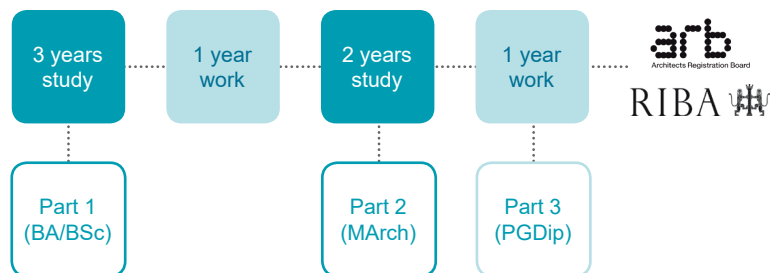 3 years
study
1 year
work
2 years
study
1 year
work
arb
Architects Registration Board
RIBA
Part 1
(BA/BSc)
Part 2
(MArch)
Part 3
(PGDip)